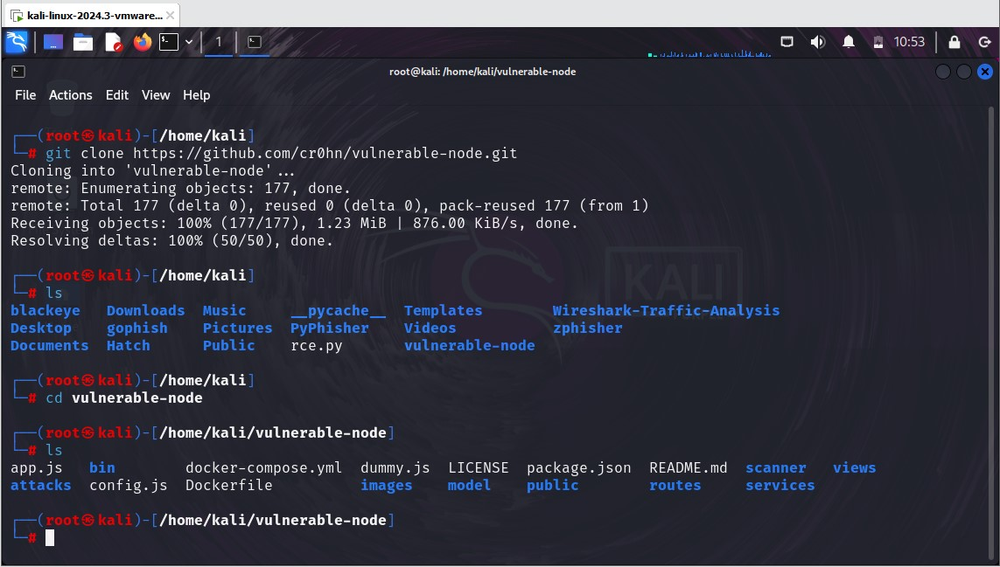 kali-linux-2024.3-vmware...
1 10:53
root@kali: /home/kali/vulnerable-node
File Actions Edit View Help
┌──(root㉿kali)-[/home/kali]
└─# git clone https://github.com/cr0hn/vulnerable-node.git
Cloning into 'vulnerable-node'...
remote: Enumerating objects: 177, done.
remote: Total 177 (delta 0), reused 0 (delta 0), pack-reused 177 (from 1)
Receiving objects: 100% (177/177), 1.23 MiB | 876.00 KiB/s, done.
Resolving deltas: 100% (50/50), done.
┌──(root㉿kali)-[/home/kali]
└─# ls
blackeye Downloads Music __pycache__ Templates Wireshark-Traffic-Analysis
Desktop gophish Pictures PyPhisher Videos zphisher
Documents Hatch Public rce.py vulnerable-node
┌──(root㉿kali)-[/home/kali]
└─# cd vulnerable-node
┌──(root㉿kali)-[/home/kali/vulnerable-node]
└─# ls
app.js bin docker-compose.yml dummy.js LICENSE package.json README.md scanner views
attacks config.js Dockerfile images model public routes services
┌──(root㉿kali)-[/home/kali/vulnerable-node]
└─#
KALI